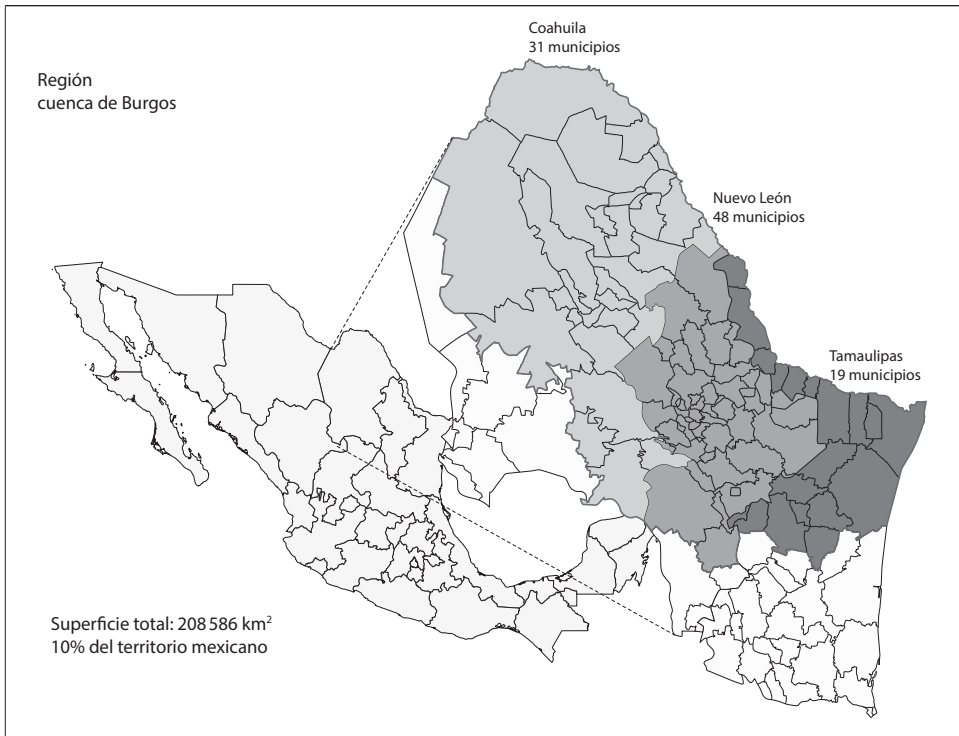 Coahuila
31 municipios
Región
cuenca de Burgos
Nuevo León
48 municipios
Tamaulipas
19 municipios
Superficie total: 208 586 km²
10% del territorio mexicano